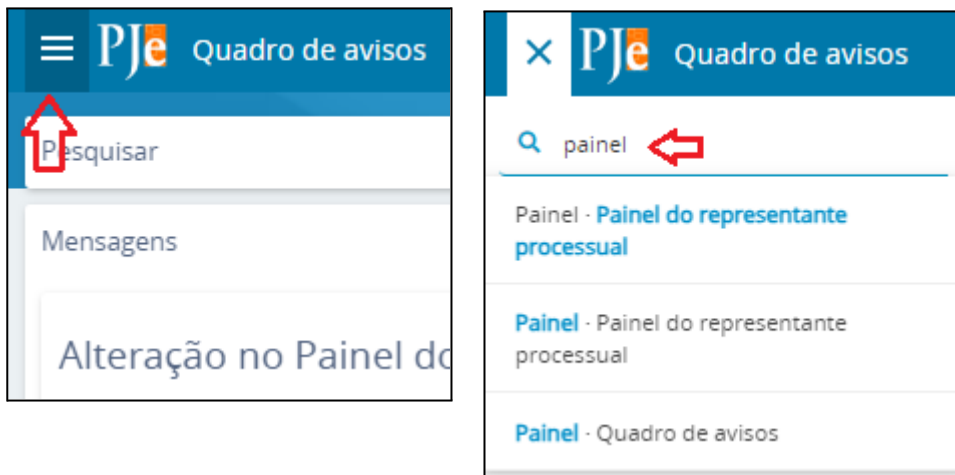 PJe Quadro de avisos
Pesquisar
Mensagens
Alteração no Painel do
PJe Quadro de avisos
painel
Painel · Painel do representante
processual
Painel · Painel do representante
processual
Painel · Quadro de avisos